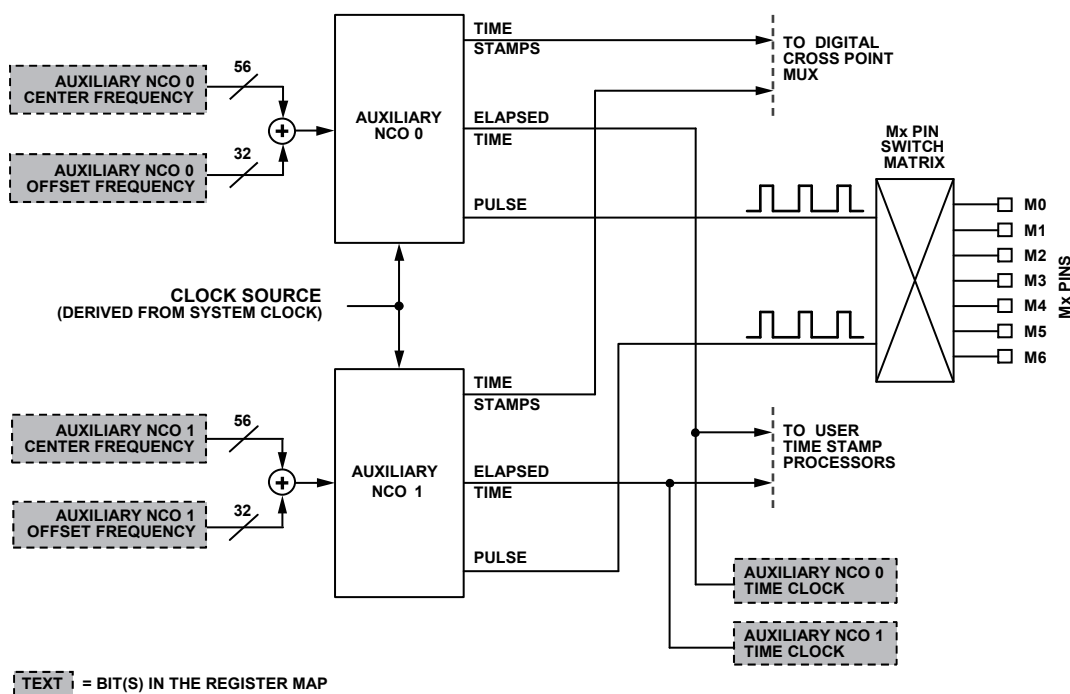 TIME
STAMPS
TO DIGITAL
CROSS POINT
MUX
AUXILIARY NCO 0
CENTER FREQUENCY
56
AUXILIARY
NCO 0
ELAPSED
TIME
AUXILIARY NCO 0
OFFSET FREQUENCY
32
PULSE
Mx PIN
SWITCH
MATRIX
M0
M1
M2
M3
M4
M5
M6
Mx PINS
CLOCK SOURCE
(DERIVED FROM SYSTEM CLOCK)
TIME
STAMPS
AUXILIARY NCO 1
CENTER FREQUENCY
56
AUXILIARY
NCO 1
ELAPSED
TIME
TO USER
TIME STAMP
PROCESSORS
AUXILIARY NCO 1
OFFSET FREQUENCY
32
PULSE
AUXILIARY NCO 0
TIME CLOCK
AUXILIARY NCO 1
TIME CLOCK
TEXT = BIT(S) IN THE REGISTER MAP